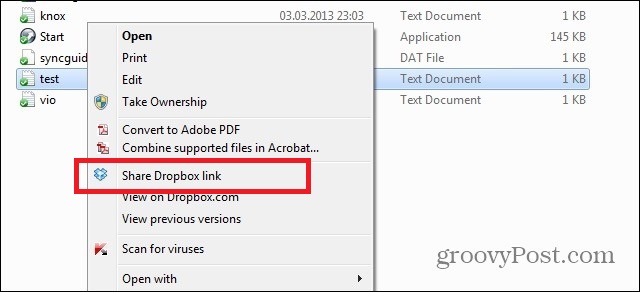 knox 03.03.2013 23:03 Text Document 1 KB
Start Application 145 KB
syncguid DAT File 1 KB
test Text Document 1 KB
vio Text Document 1 KB
Open
Print
Edit
Take Ownership
Convert to Adobe PDF
Combine supported files in Acrobat...
Share Dropbox link
View on Dropbox.com
View previous versions
Scan for viruses
Open with
groovyPost.com